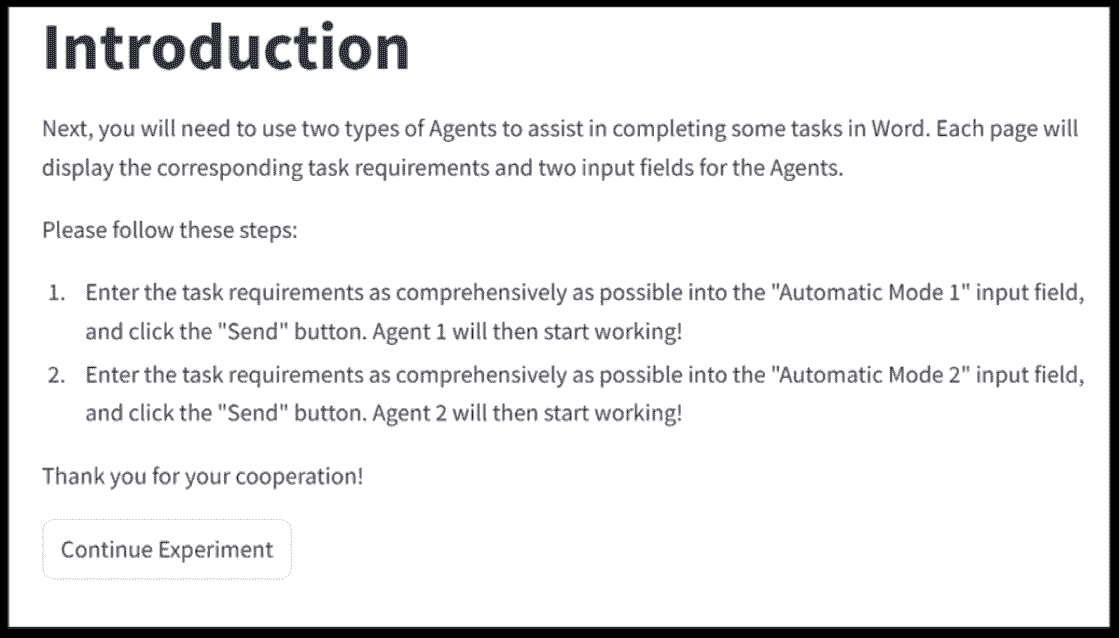 Introduction
Next, you will need to use two types of Agents to assist in completing some tasks in Word. Each page will
display the corresponding task requirements and two input fields for the Agents.
Please follow these steps:
1. Enter the task requirements as comprehensively as possible into the "Automatic Mode 1" input field,
and click the "Send" button. Agent 1 will then start working!
2. Enter the task requirements as comprehensively as possible into the "Automatic Mode 2" input field,
and click the "Send" button. Agent 2 will then start working!
Thank you for your cooperation!
Continue Experiment